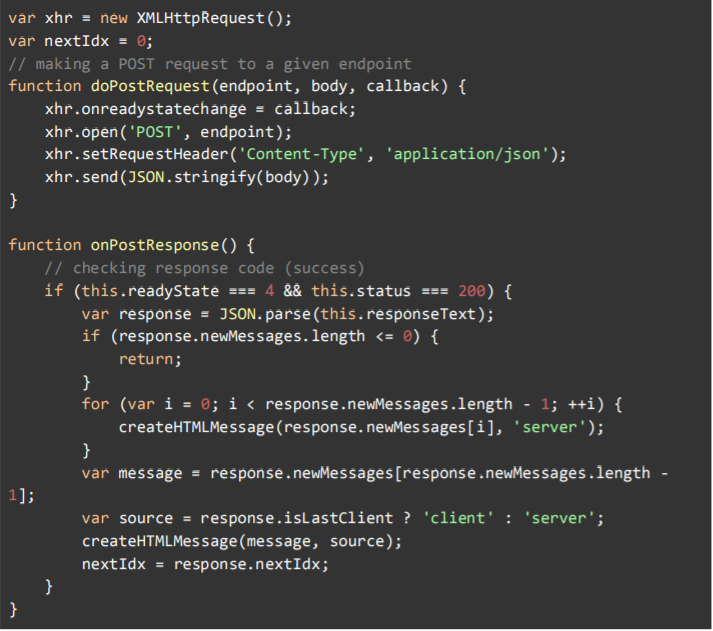 var xhr = new XMLHttpRequest();
var nextIdx = 0;
// making a POST request to a given endpoint
function doPostRequest(endpoint, body, callback) {
    xhr.onreadystatechange = callback;
    xhr.open('POST', endpoint);
    xhr.setRequestHeader('Content-Type', 'application/json');
    xhr.send(JSON.stringify(body));
}

function onPostResponse() {
    // checking response code (success)
    if (this.readyState === 4 && this.status === 200) {
        var response = JSON.parse(this.responseText);
        if (response.newMessages.length <= 0) {
            return;
        }
        for (var i = 0; i < response.newMessages.length - 1; ++i) {
            createHTMLMessage(response.newMessages[i], 'server');
        }
        var message = response.newMessages[response.newMessages.length -
1];
        var source = response.isLastClient ? 'client' : 'server';
        createHTMLMessage(message, source);
        nextIdx = response.nextIdx;
    }
}